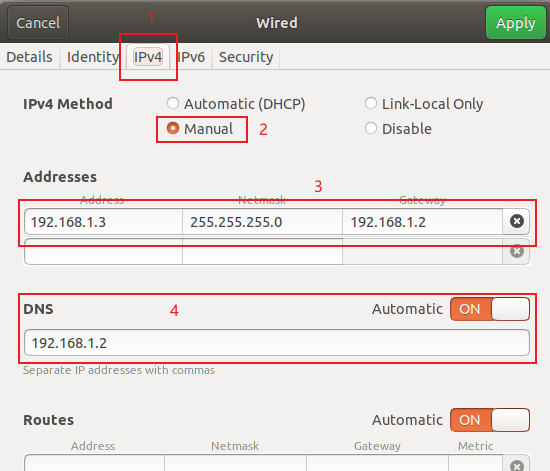 Cancel Wired Apply
1
Details Identity IPv4 IPv6 Security
IPv4 Method Automatic (DHCP) Link-Local Only
Manual 2 Disable
Addresses
3
Address Netmask Gateway
192.168.1.3 255.255.255.0 192.168.1.2
DNS 4 Automatic ON
192.168.1.2
Separate IP addresses with commas
Routes Automatic ON
Address Netmask Gateway Metric